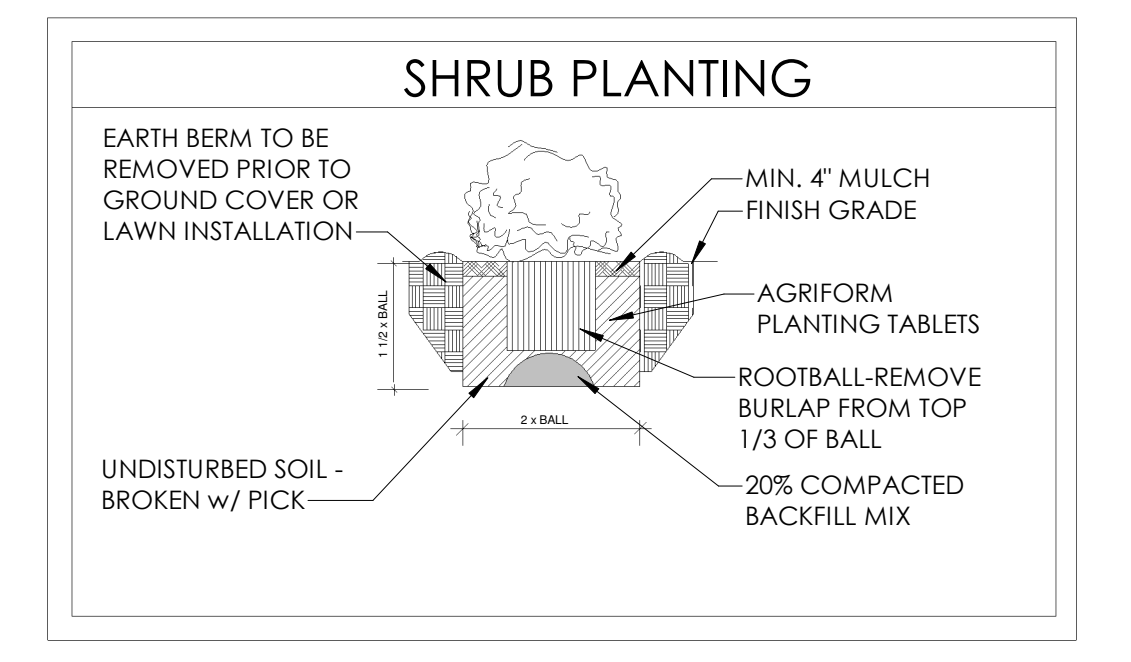 SHRUB PLANTING
EARTH BERM TO BE
REMOVED PRIOR TO
GROUND COVER OR
LAWN INSTALLATION
MIN. 4" MULCH
FINISH GRADE
AGRIFORM
PLANTING TABLETS
ROOTBALL-REMOVE
BURLAP FROM TOP
1/3 OF BALL
20% COMPACTED
BACKFILL MIX
1 1/2 x BALL
2 x BALL
UNDISTURBED SOIL -
BROKEN w/ PICK